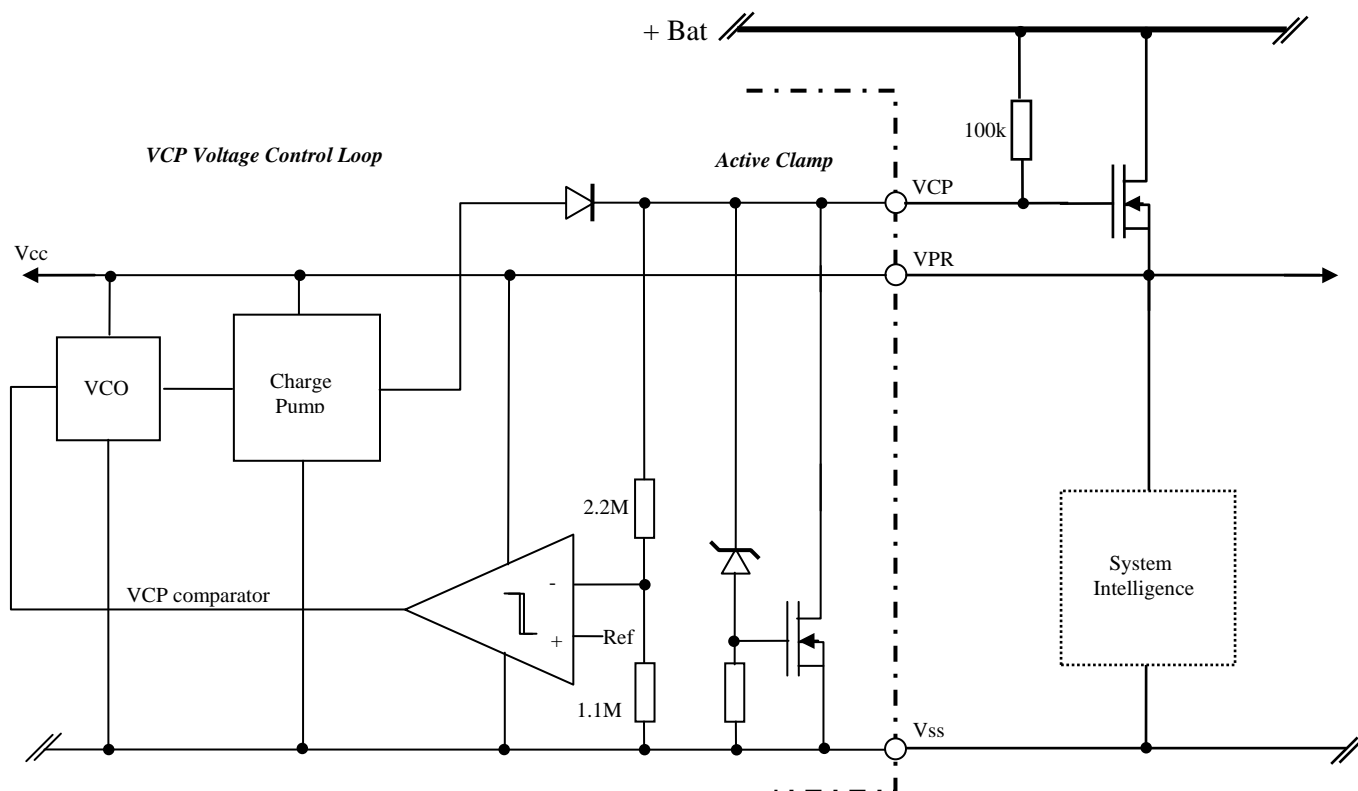 + Bat
100k
VCP Voltage Control Loop
Active Clamp
VCP
Vcc
VPR
VCO
Charge
Pump
2.2M
-
System
Intelligence
VCP comparator
+
Ref
1.1M
Vss